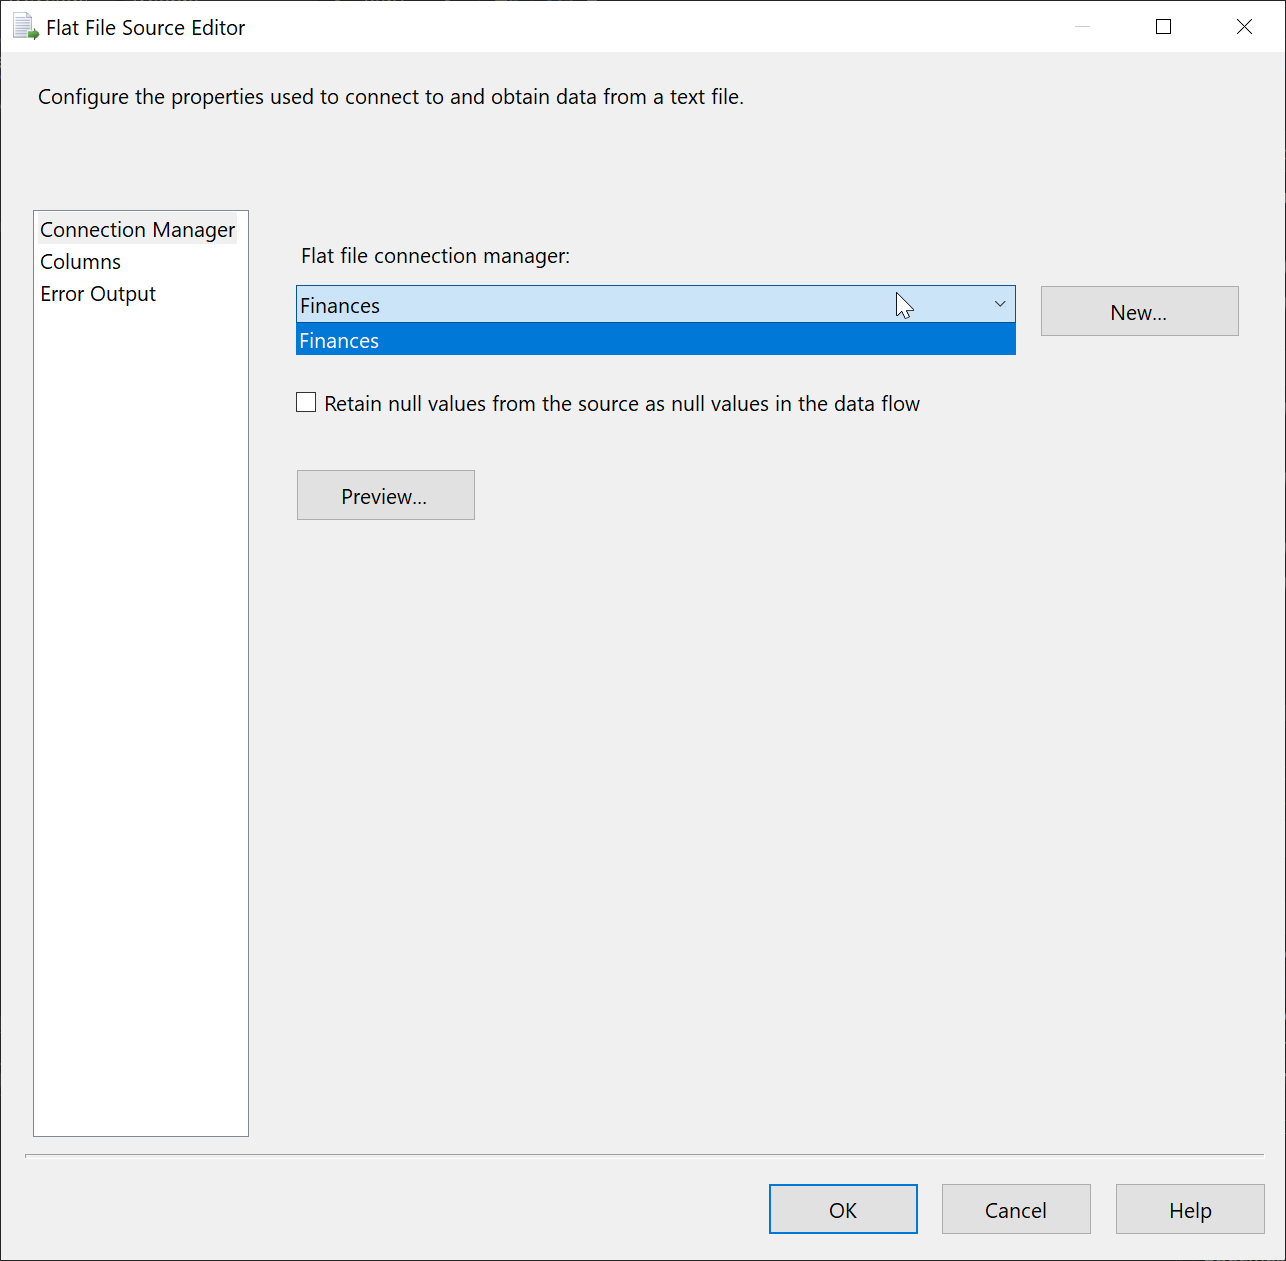 Flat File Source Editor
Configure the properties used to connect to and obtain data from a text file.
Connection Manager
Columns
Error Output
Flat file connection manager:
Finances
New...
Finances
Retain null values from the source as null values in the data flow
Preview...
OK
Cancel
Help